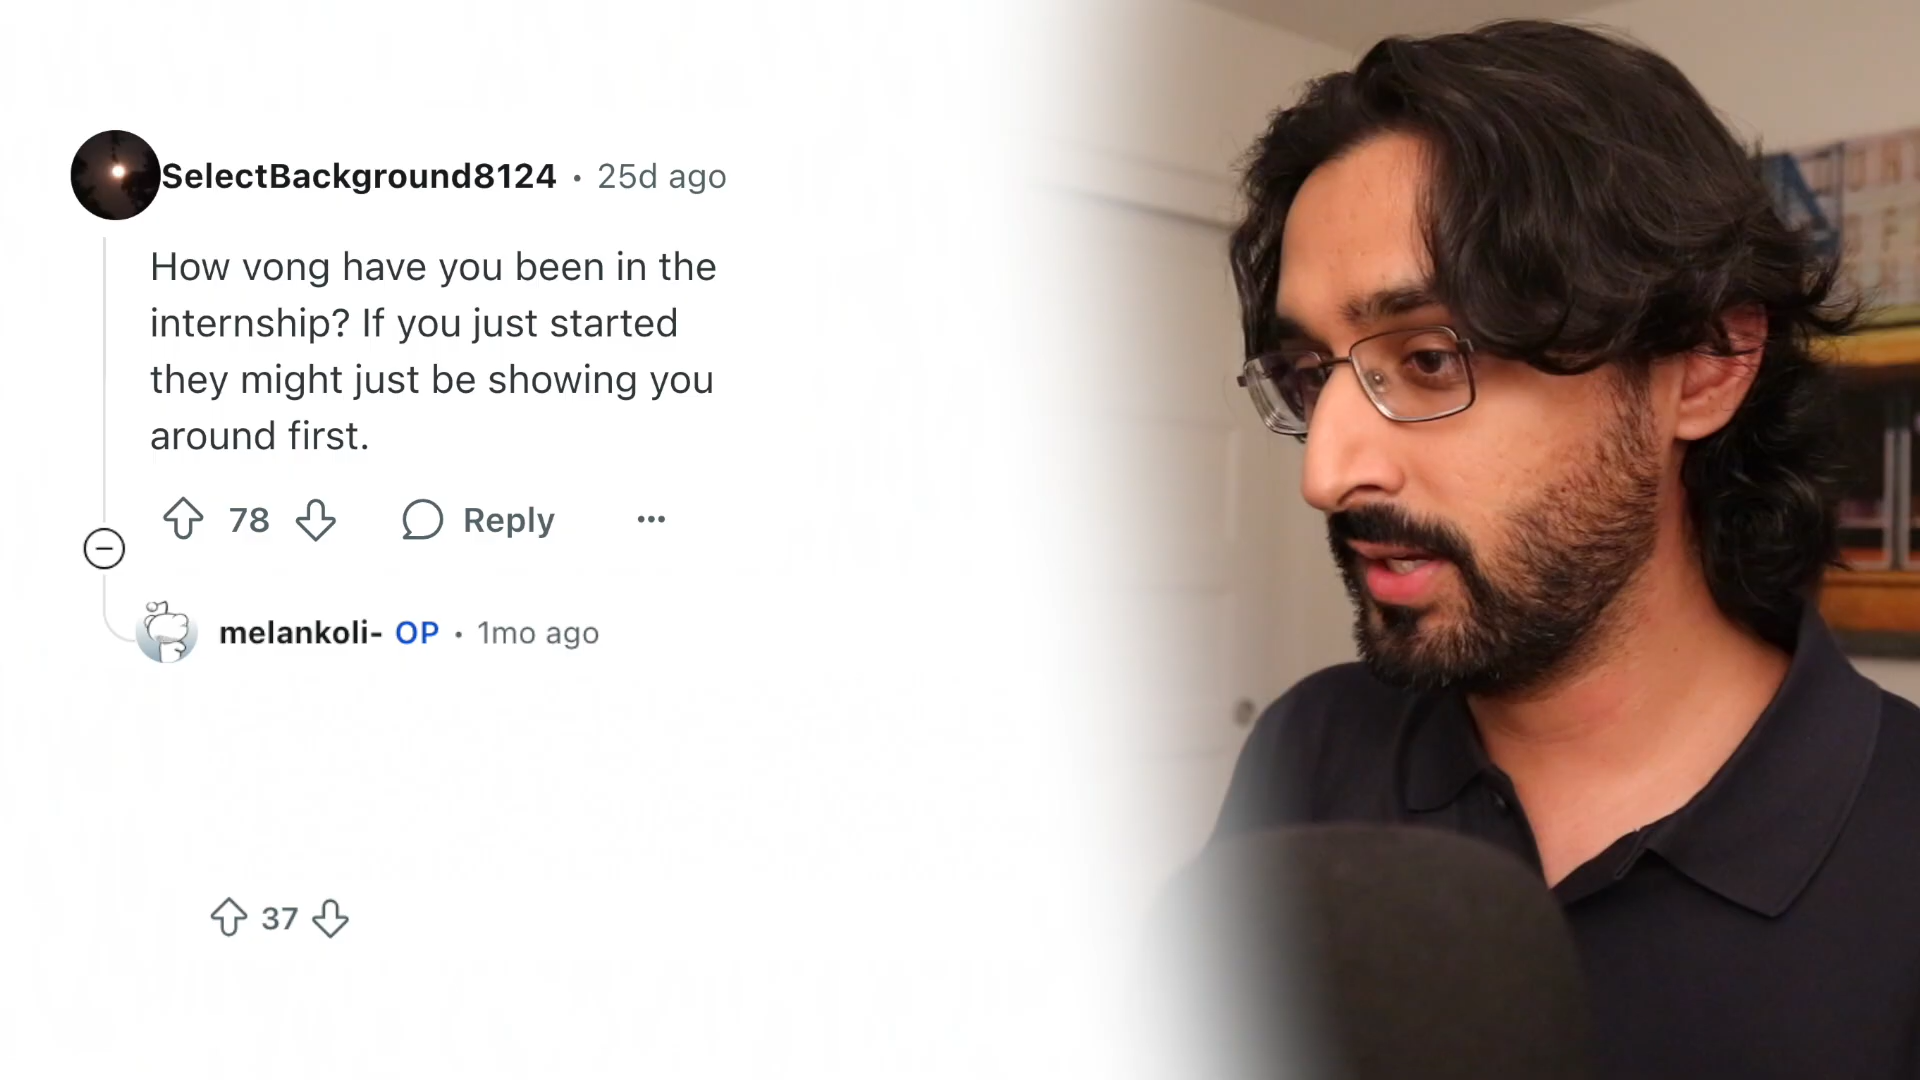 SelectBackground8124 • 25d ago
How vong have you been in the
internship? If you just started
they might just be showing you
around first.
78 Reply ...
melankoli- OP • 1mo ago
37